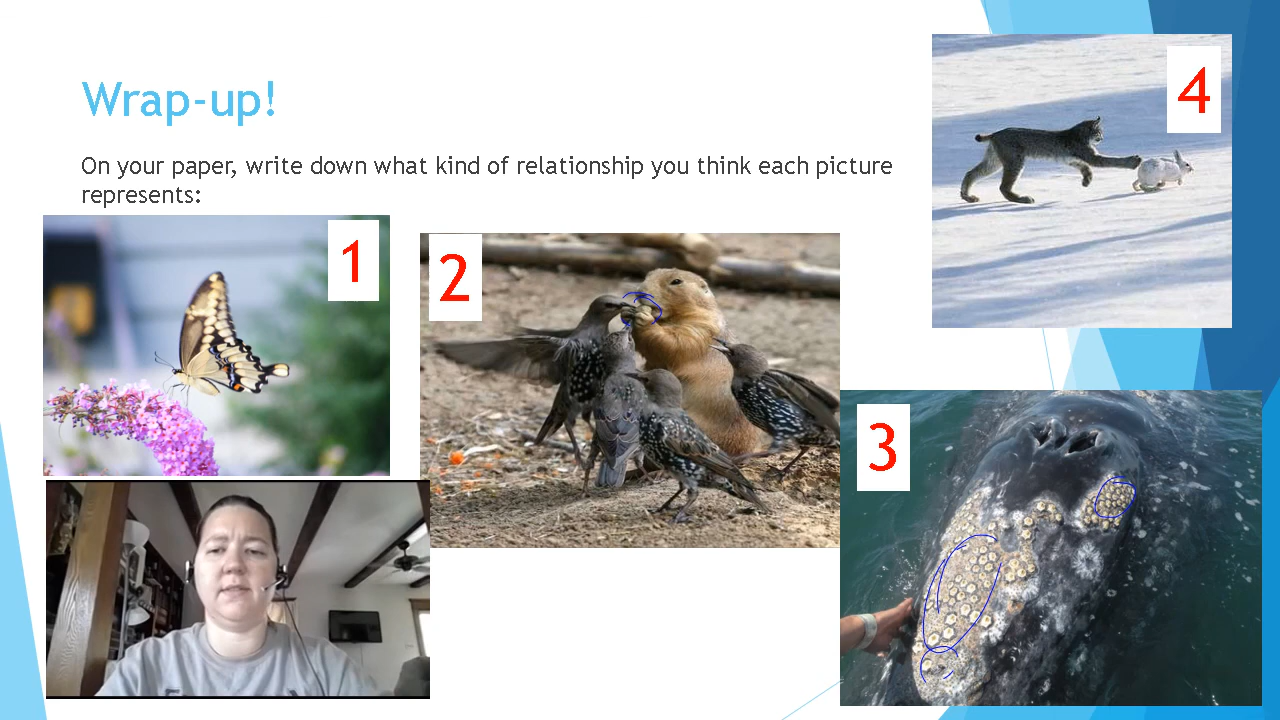 Wrap-up!
On your paper, write down what kind of relationship you think each picture
represents:
1
2
3
4